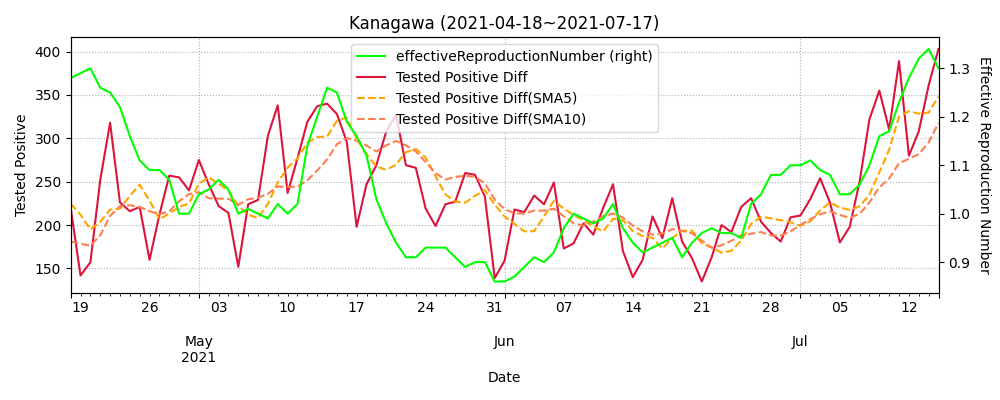 Kanagawa (2021-04-18~2021-07-17)
effectiveReproductionNumber (right)
Tested Positive Diff
Tested Positive Diff(SMA5)
Tested Positive Diff(SMA10)
Tested Positive
400
350
300
250
200
150
1.3
1.2
1.1
1.0
0.9
Effective Reproduction Number
19 26 03 10 17 24 31 07 14 21 28 05 12
May Jun Jul
2021
Date